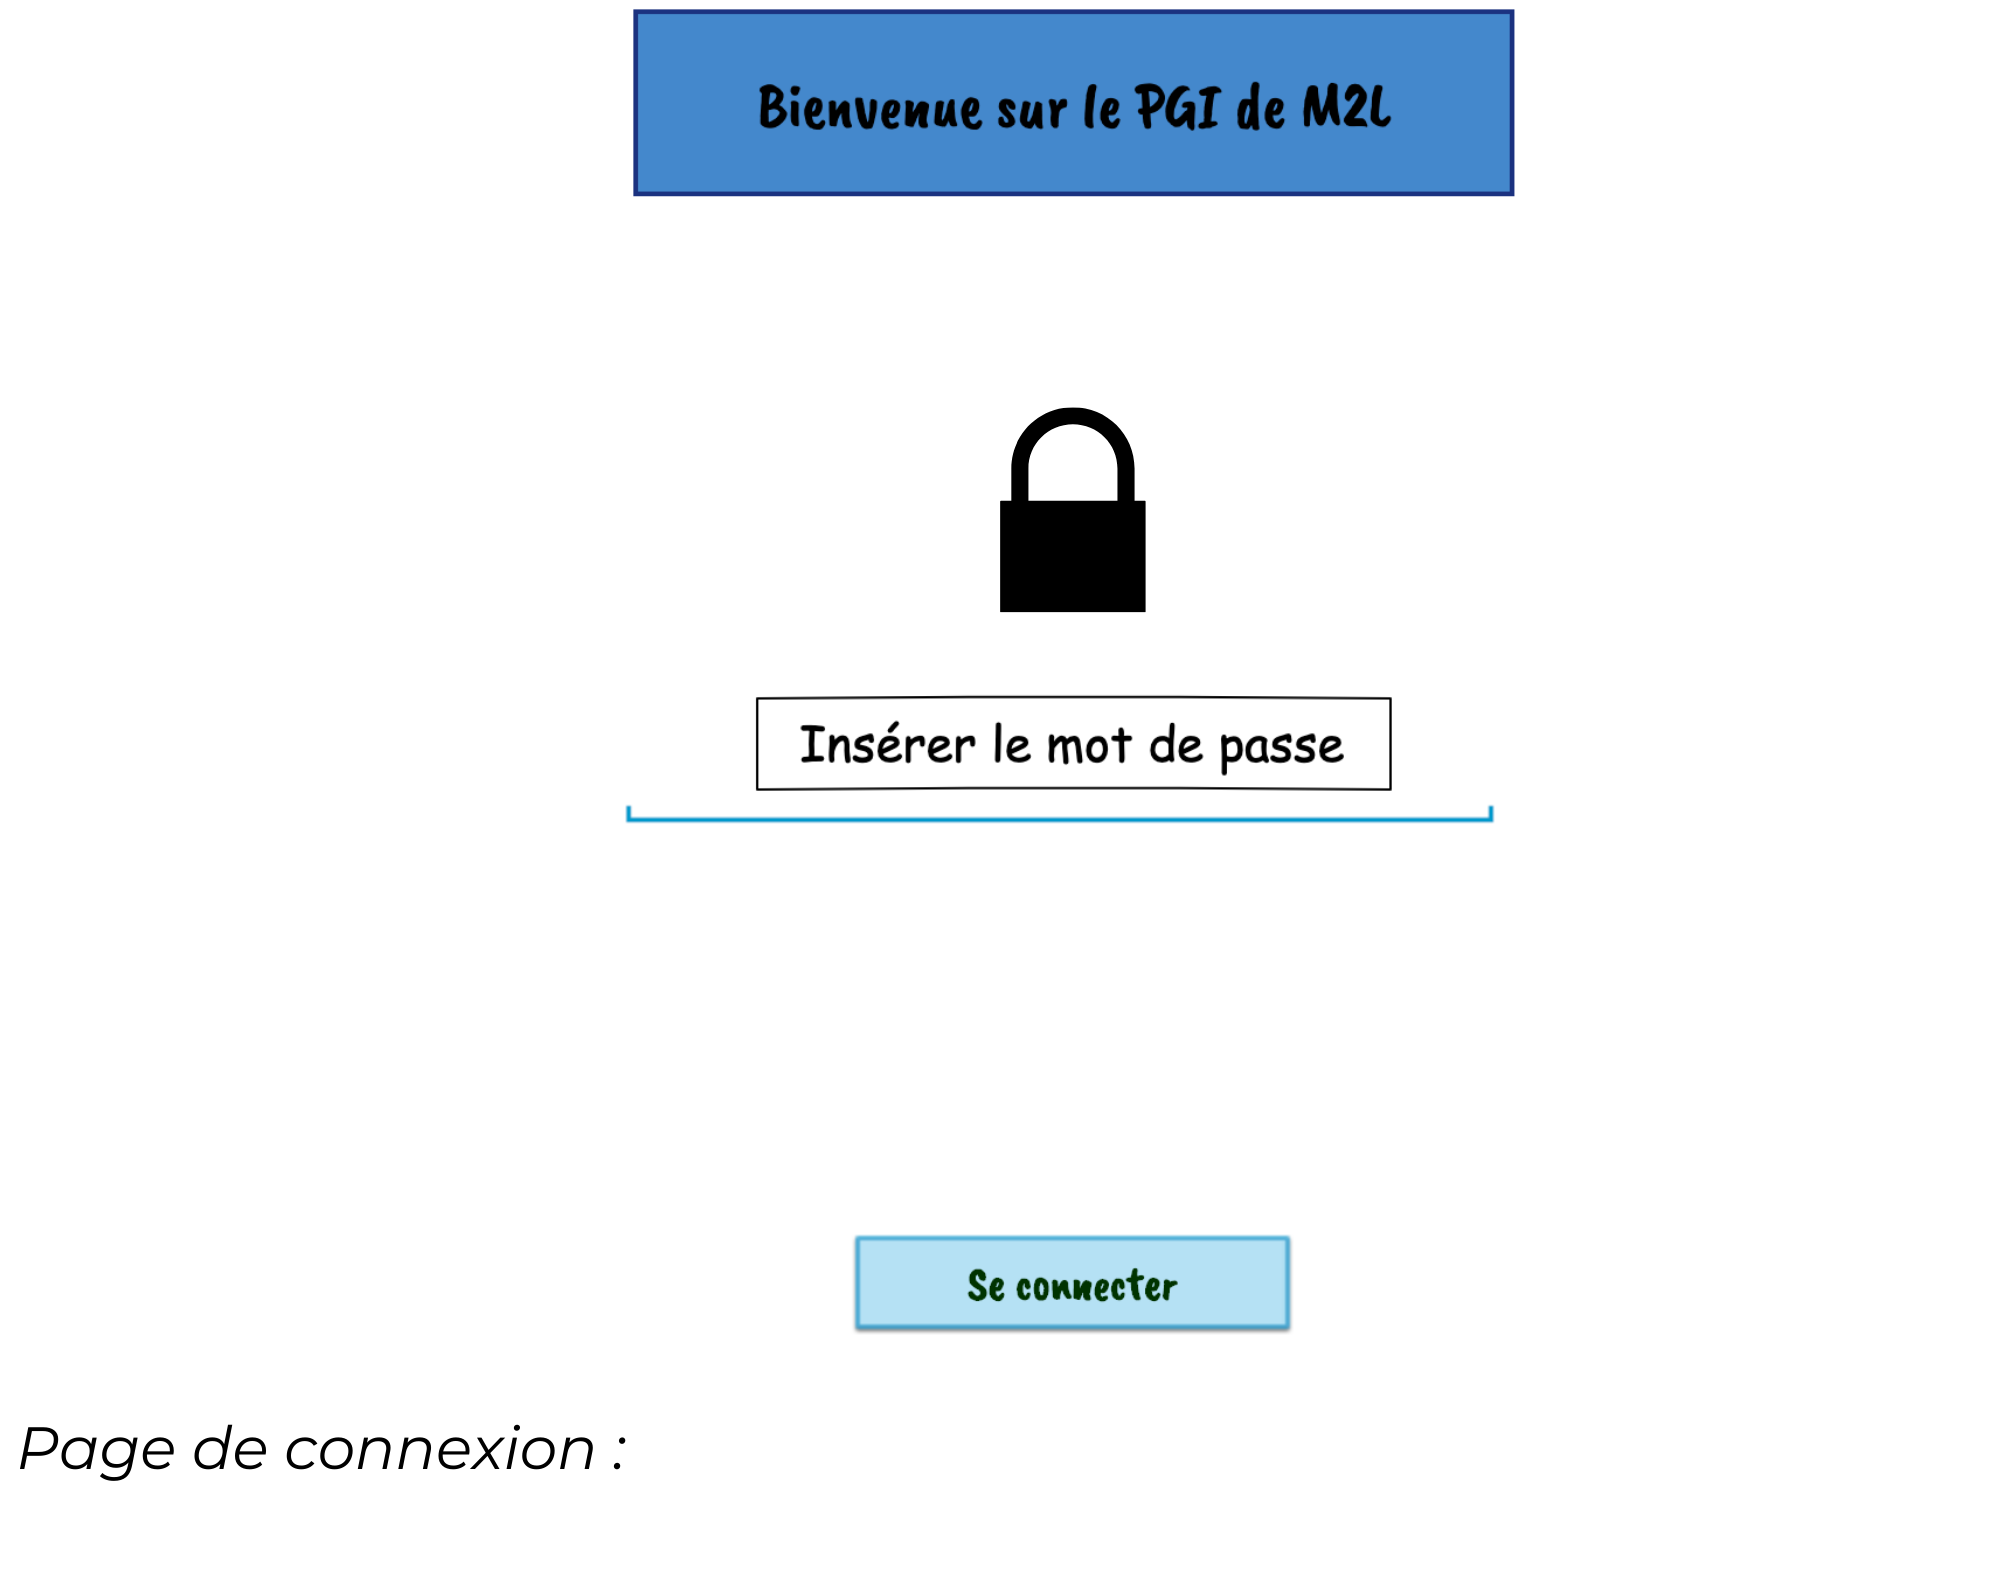 Bienvenue sur le PGI de M2L
Insérer le mot de passe
Se connecter
Page de connexion :